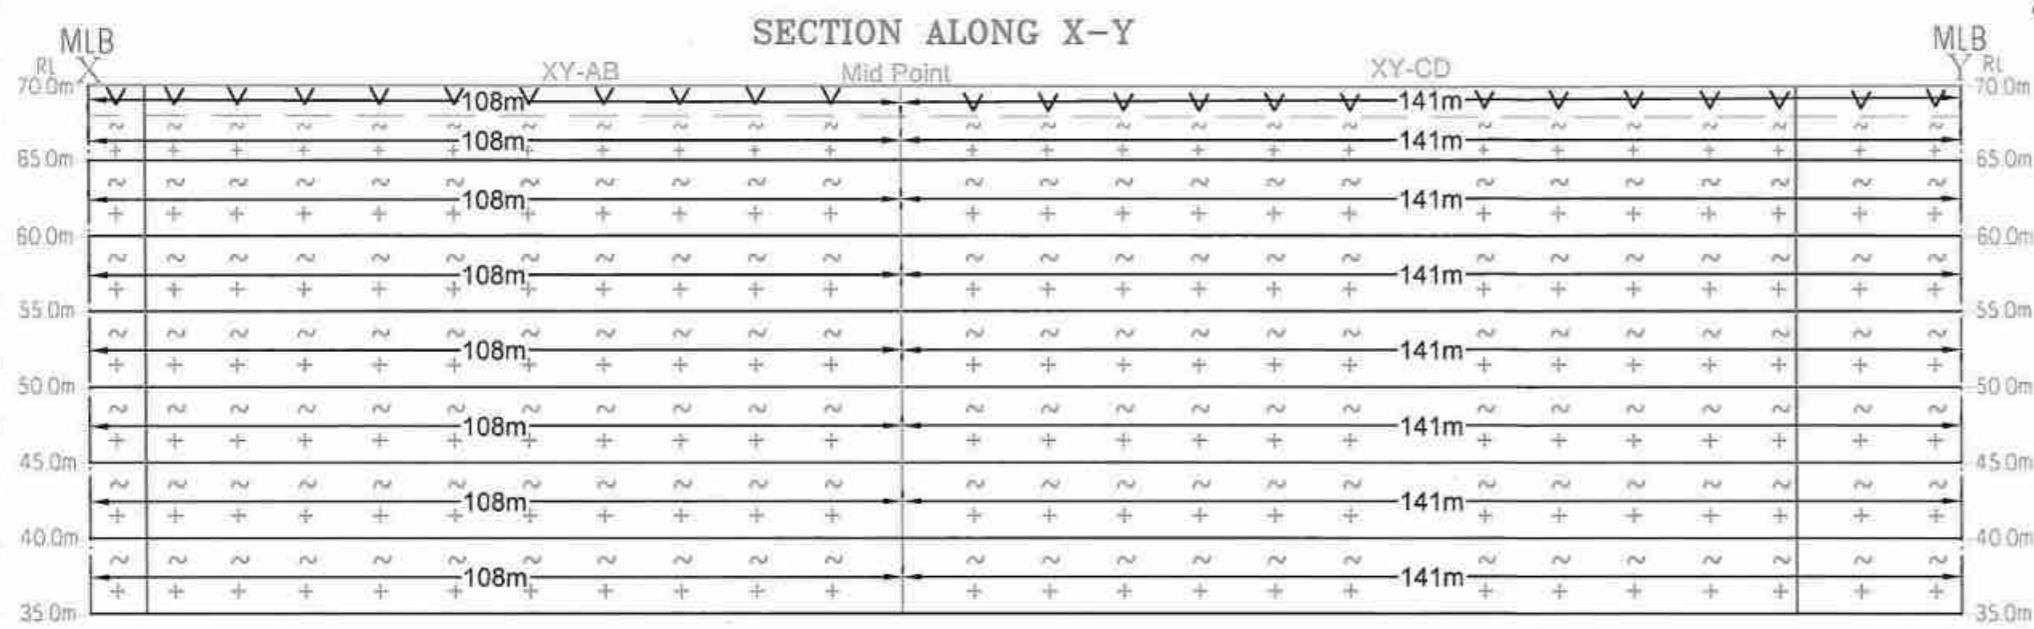 SECTION ALONG X-Y
MLB MLB
RL X XY-AB Mid Point XY-CD Y RL
70.0m 70.0m
108m 141m
108m 141m
65.0m 65.0m
108m 141m
60.0m 60.0m
108m 141m
55.0m 55.0m
108m 141m
50.0m 50.0m
108m 141m
45.0m 45.0m
108m 141m
40.0m 40.0m
108m 141m
35.0m 35.0m